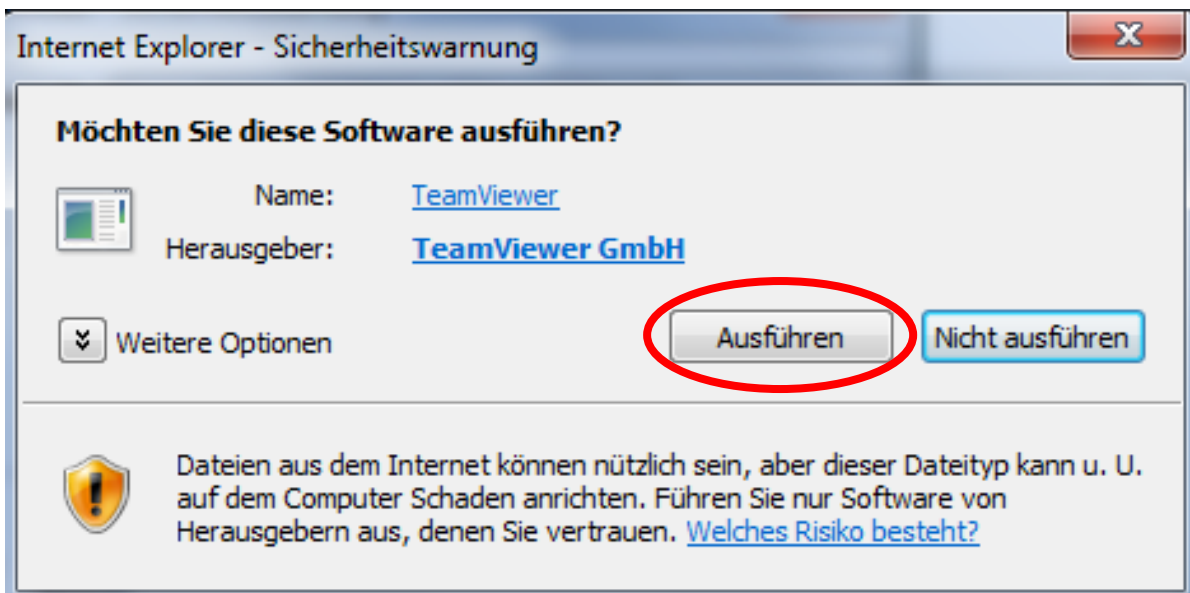 Internet Explorer - Sicherheitswarnung
Möchten Sie diese Software ausführen?
Name: TeamViewer
Herausgeber: TeamViewer GmbH
Weitere Optionen
Ausführen
Nicht ausführen
Dateien aus dem Internet können nützlich sein, aber dieser Dateityp kann u. U.
auf dem Computer Schaden anrichten. Führen Sie nur Software von
Herausgebern aus, denen Sie vertrauen. Welches Risiko besteht?